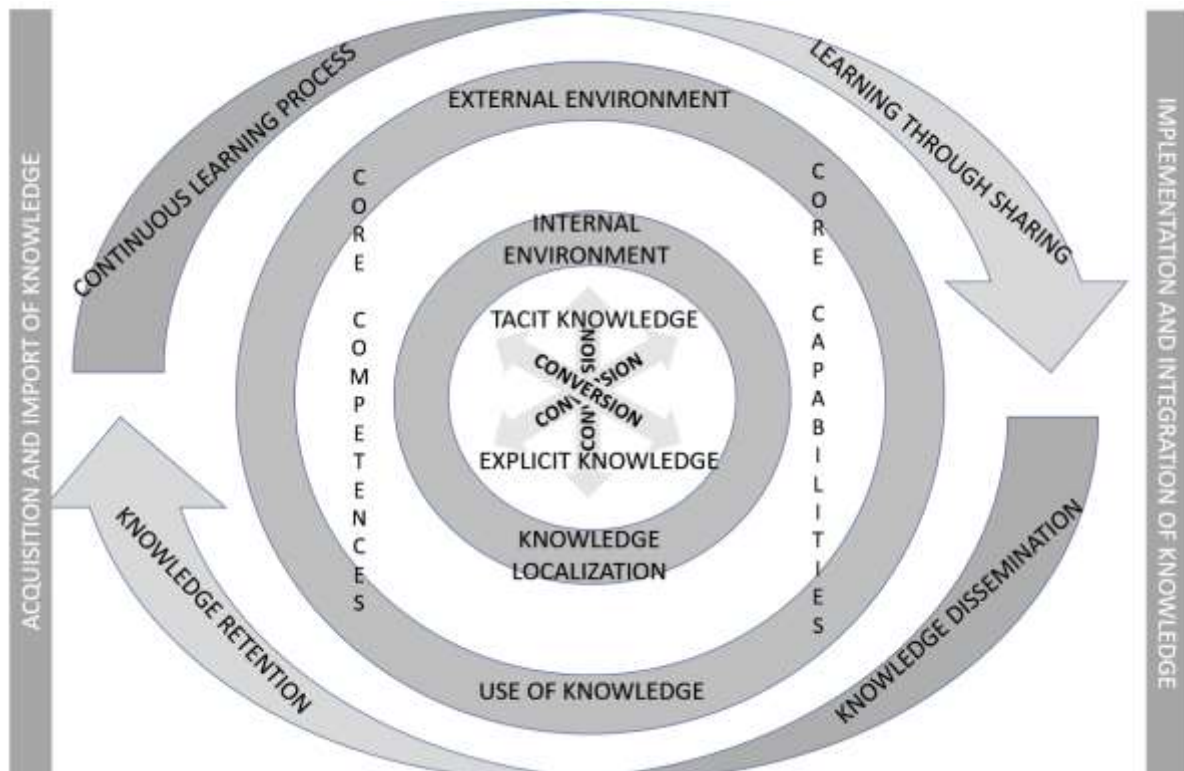 ACQUISITION AND IMPORT OF KNOWLEDGE
CONTINUOUS LEARNING PROCESS
LEARNING THROUGH SHARING
EXTERNAL ENVIRONMENT
CORE COMPETENCES
CORE CAPABILITIES
INTERNAL
ENVIRONMENT
TACIT KNOWLEDGE
CONVERSION
CONVERSION
CONVERSION
EXPLICIT KNOWLEDGE
KNOWLEDGE
LOCALIZATION
USE OF KNOWLEDGE
KNOWLEDGE RETENTION
KNOWLEDGE DISSEMINATION
IMPLEMENTATION AND INTEGRATION OF KNOWLEDGE